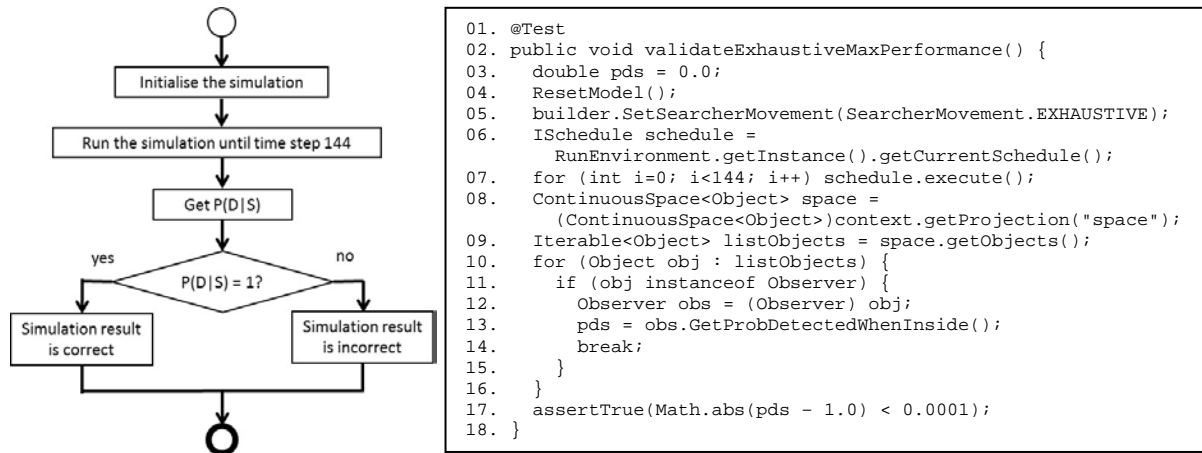 Initialise the simulation
Run the simulation until time step 144
Get P(D|S)
yes
no
P(D|S) = 1?
Simulation result
is correct
Simulation result
is incorrect
01. @Test
02. public void validateExhaustiveMaxPerformance() {
03.   double pds = 0.0;
04.   ResetModel();
05.   builder.SetSearcherMovement(SearcherMovement.EXHAUSTIVE);
06.   ISchedule schedule =
        RunEnvironment.getInstance().getCurrentSchedule();
07.   for (int i=0; i<144; i++) schedule.execute();
08.   ContinuousSpace<Object> space =
        (ContinuousSpace<Object>)context.getProjection("space");
09.   Iterable<Object> listObjects = space.getObjects();
10.   for (Object obj : listObjects) {
11.     if (obj instanceof Observer) {
12.       Observer obs = (Observer) obj;
13.       pds = obs.GetProbDetectedWhenInside();
14.       break;
15.     }
16.   }
17.   assertTrue(Math.abs(pds – 1.0) < 0.0001);
18. }